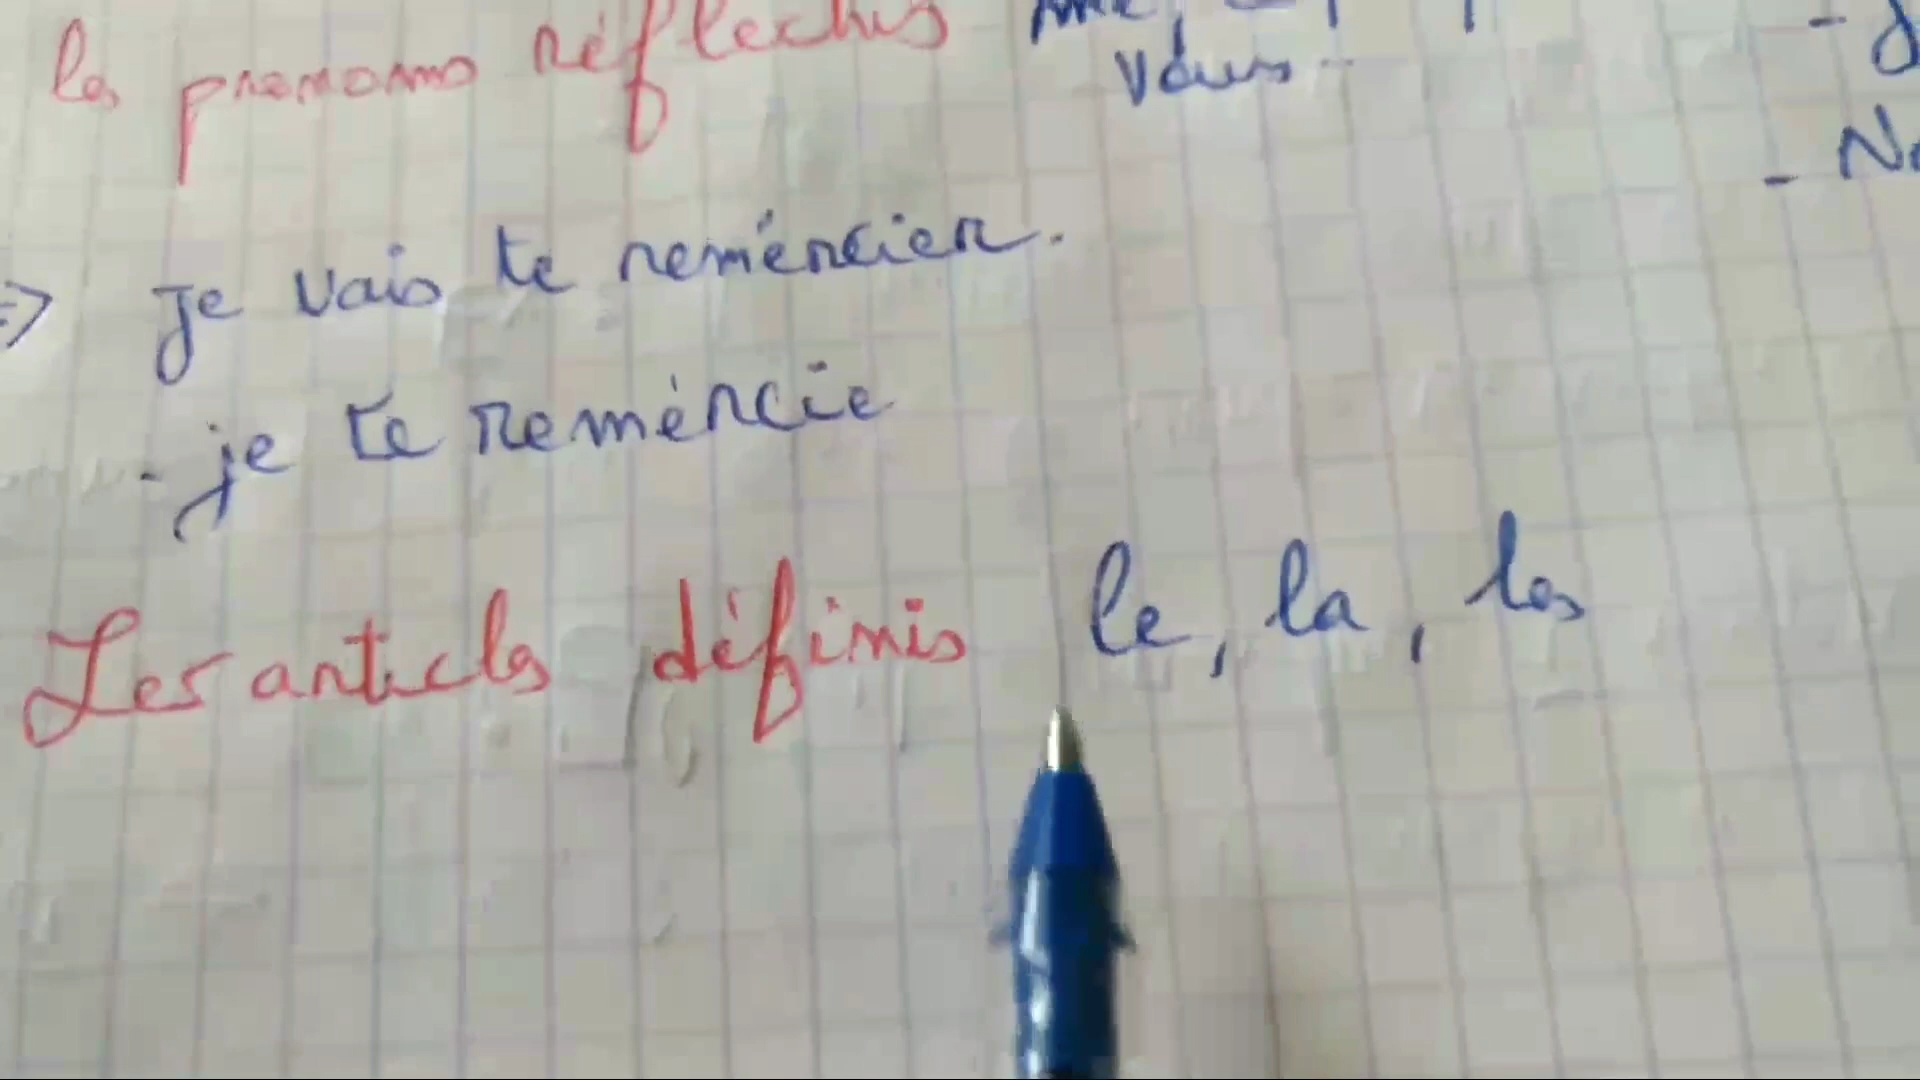 les pronoms réflechis
vous
- N
=> Je vais te remércier.
- je te remércie
Les articles définis le, la, les